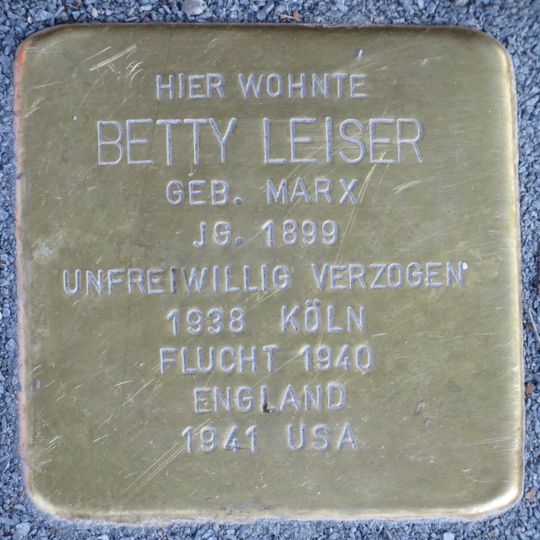 HIER WOHNTE
BETTY LEISER
GEB. MARX
JG. 1899
UNFREIWILLIG VERZOGEN
1938 KÖLN
FLUCHT 1940
ENGLAND
1941 USA